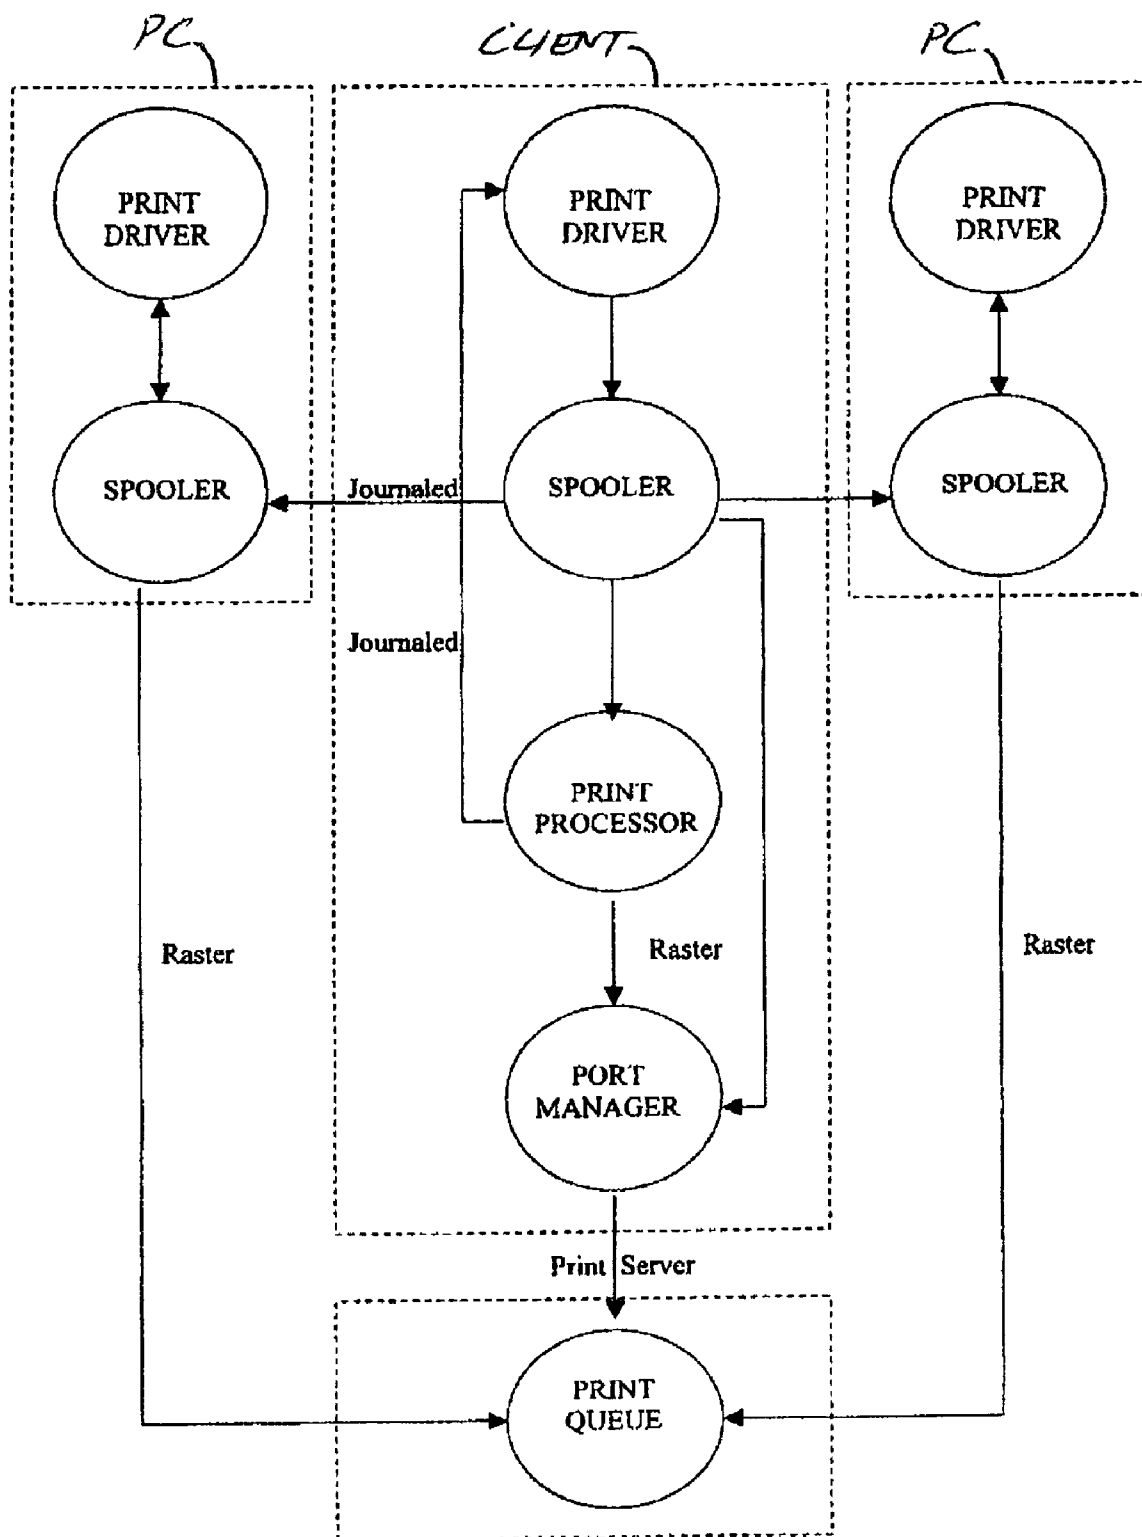 PC
CLIENT
PC
PRINT
DRIVER
PRINT
DRIVER
PRINT
DRIVER
SPOOLER
Journaled
SPOOLER
SPOOLER
Journaled
PRINT
PROCESSOR
Raster
Raster
Raster
PORT
MANAGER
Print Server
PRINT
QUEUE